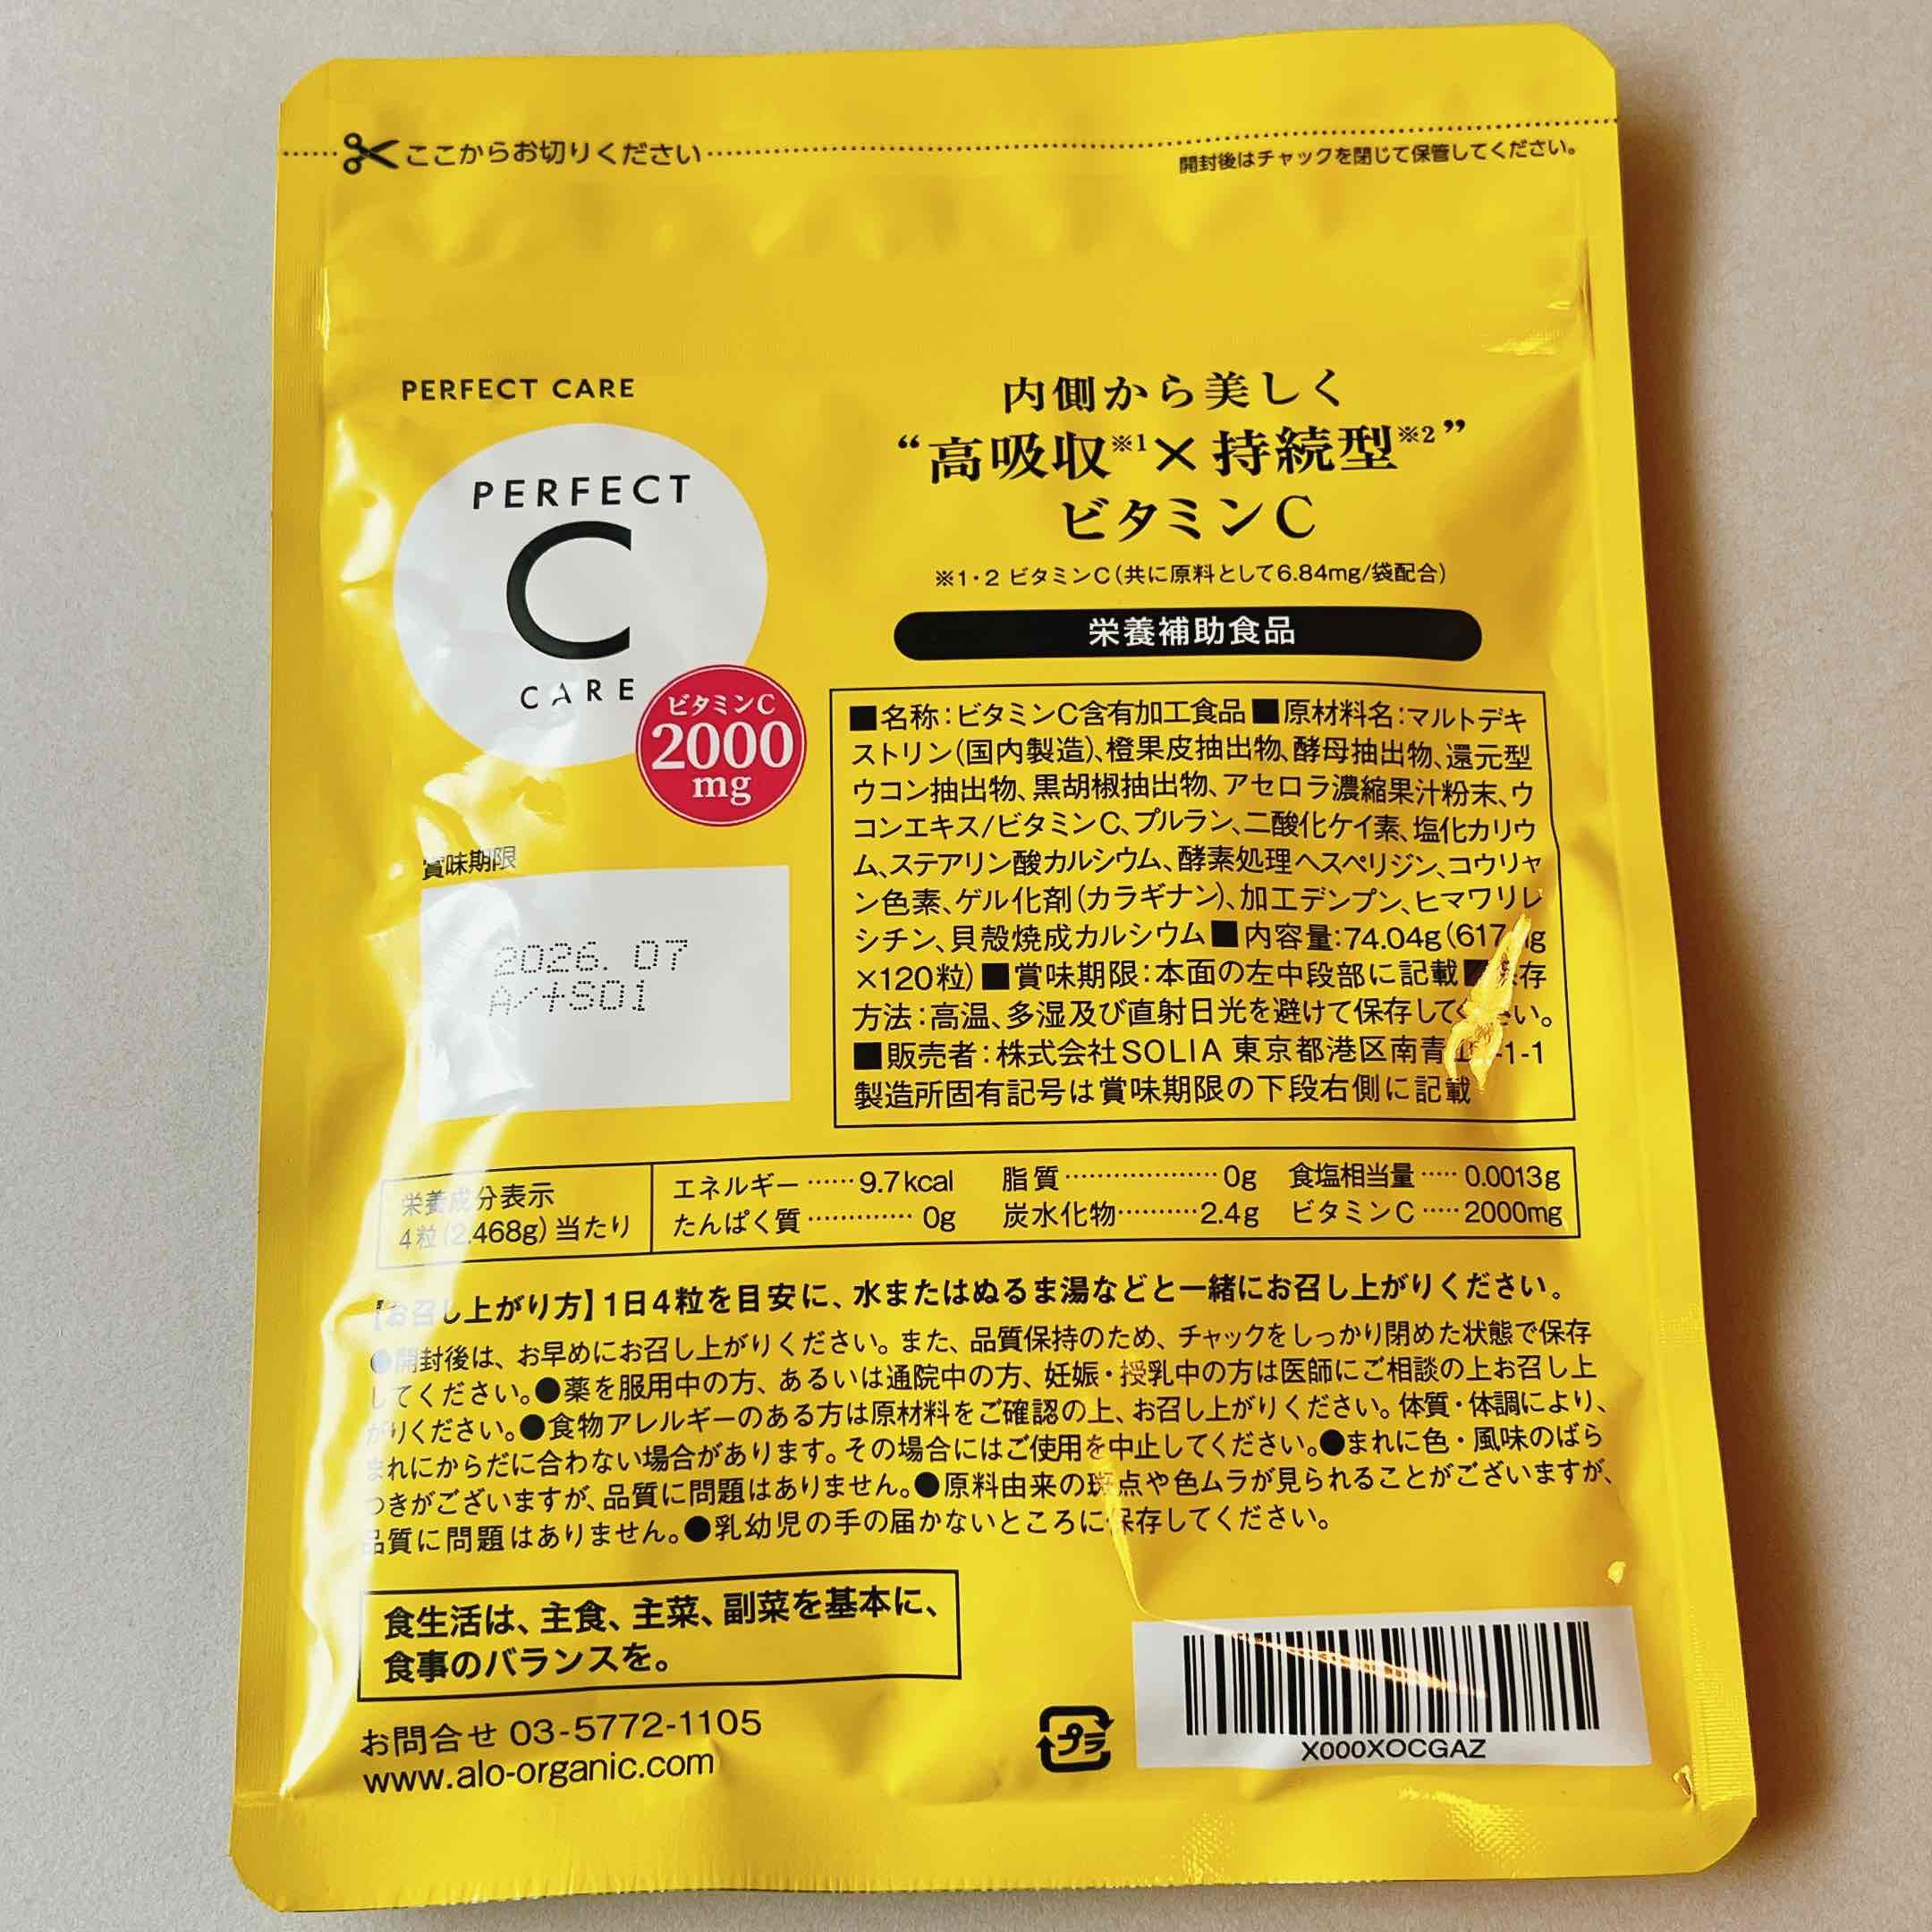 ここからお切りください
開封後はチャックを閉じて保管してください。
PERFECT CARE
PERFECT
C
CARE
ビタミンC
2000
mg
内側から美しく
“高吸収※1×持続型※2”
ビタミンC
※1・2 ビタミンC(共に原料として6.84mg/袋配合)
栄養補助食品
■名称:ビタミンC含有加工食品■原材料名:マルトデキ
ストリン(国内製造)、橙果皮抽出物、酵母抽出物、還元型
ウコン抽出物、黒胡椒抽出物、アセロラ濃縮果汁粉末、ウ
コンエキス/ビタミンC、プルラン、二酸化ケイ素、塩化カリウ
ム、ステアリン酸カルシウム、酵素処理ヘスペリジン、コウリャ
ン色素、ゲル化剤(カラギナン)、加工デンプン、ヒマワリレ
シチン、貝殻焼成カルシウム■内容量:74.04g(617mg
×120粒)■賞味期限:本面の左中段部に記載■保存
方法:高温、多湿及び直射日光を避けて保存してください。
■販売者:株式会社SOLIA 東京都港区南青山 -1-1
製造所固有記号は賞味期限の下段右側に記載
賞味期限
2026. 07
A/+S01
栄養成分表示
4粒(2.468g)当たり
エネルギー……9.7kcal 脂質…………………0g 食塩相当量……0.0013g
たんぱく質…………0g 炭水化物………2.4g ビタミンC……2000mg
【お召し上がり方】1日4粒を目安に、水またはぬるま湯などと一緒にお召し上がりください。
●開封後は、お早めにお召し上がりください。また、品質保持のため、チャックをしっかり閉めた状態で保存
してください。●薬を服用中の方、あるいは通院中の方、妊娠・授乳中の方は医師にご相談の上お召し上
がりください。●食物アレルギーのある方は原材料をご確認の上、お召し上がりください。体質・体調により、
まれにからだに合わない場合があります。その場合にはご使用を中止してください。●まれに色・風味のばら
つきがございますが、品質に問題はありません。●原料由来の斑点や色ムラが見られることがございますが、
品質に問題はありません。●乳幼児の手の届かないところに保存してください。
食生活は、主食、主菜、副菜を基本に、
食事のバランスを。
お問合せ 03-5772-1105
www.alo-organic.com
プラ
X000XOCGAZ